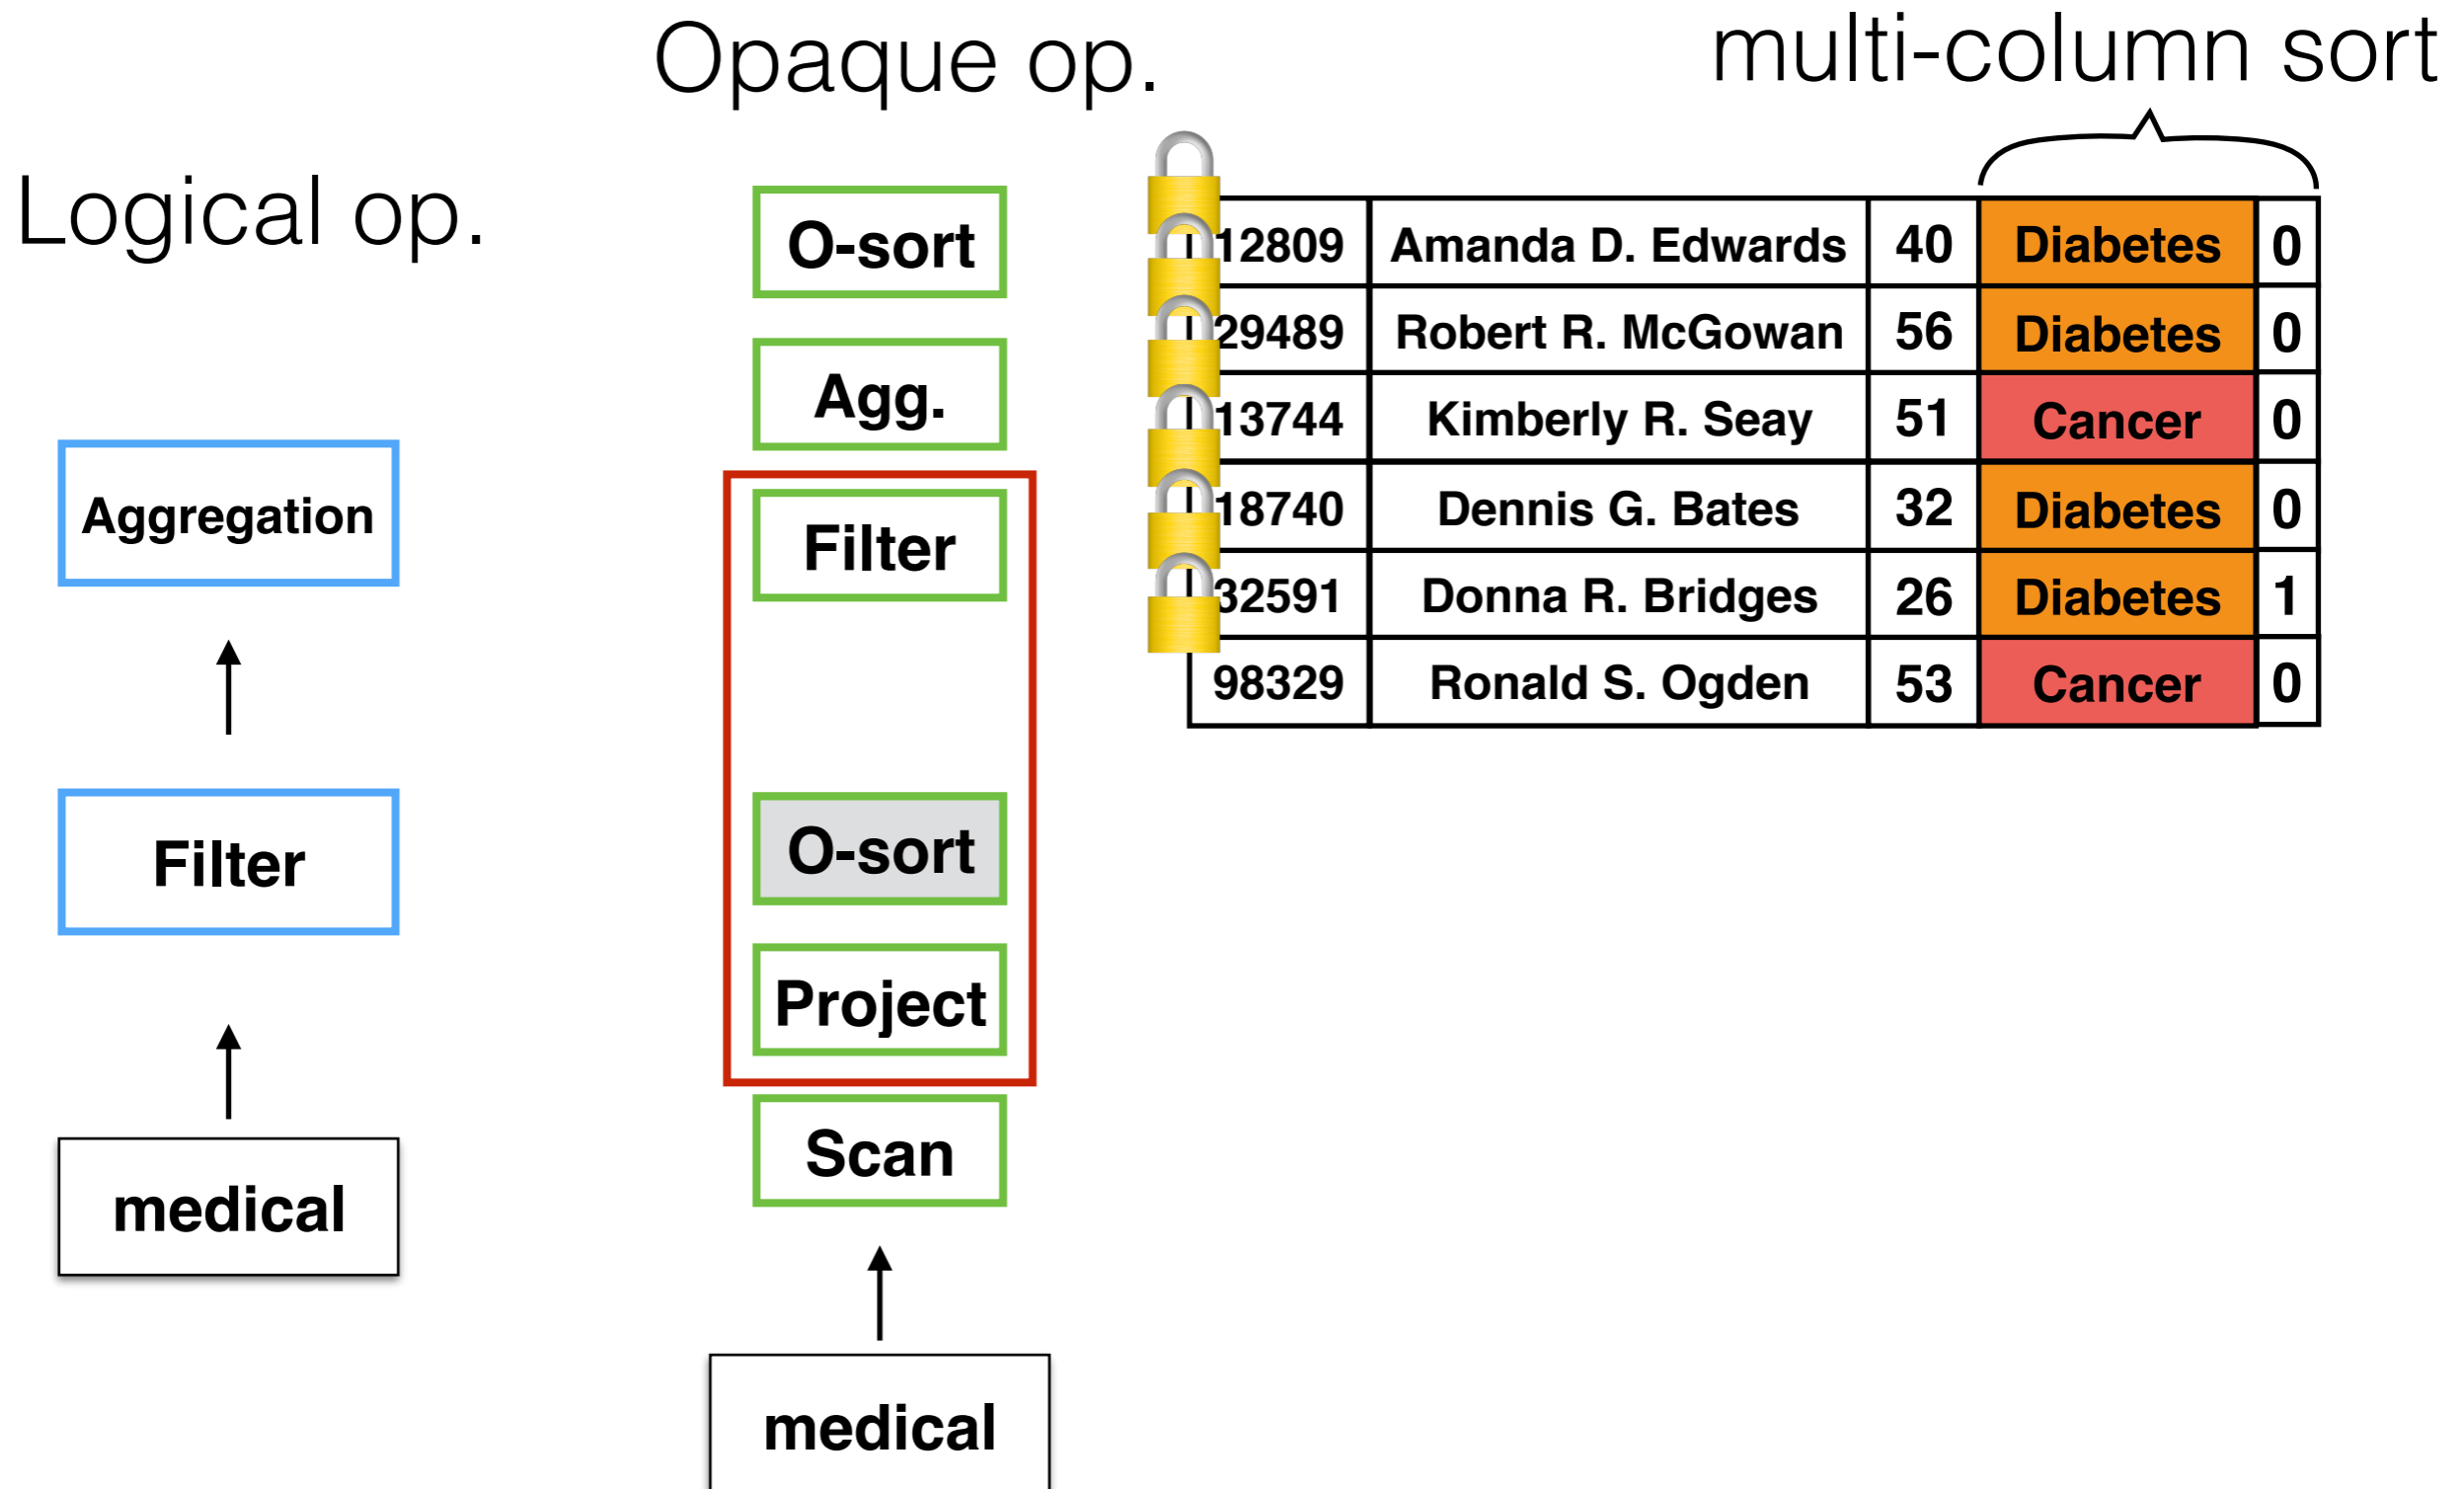 Opaque op.
multi-column sort
Logical op.
O-sort
Agg.
Filter
O-sort
Project
Scan
medical
Aggregation
Filter
medical
12809 Amanda D. Edwards 40 Diabetes 0
29489 Robert R. McGowan 56 Diabetes 0
13744 Kimberly R. Seay 51 Cancer 0
18740 Dennis G. Bates 32 Diabetes 0
32591 Donna R. Bridges 26 Diabetes 1
98329 Ronald S. Ogden 53 Cancer 0